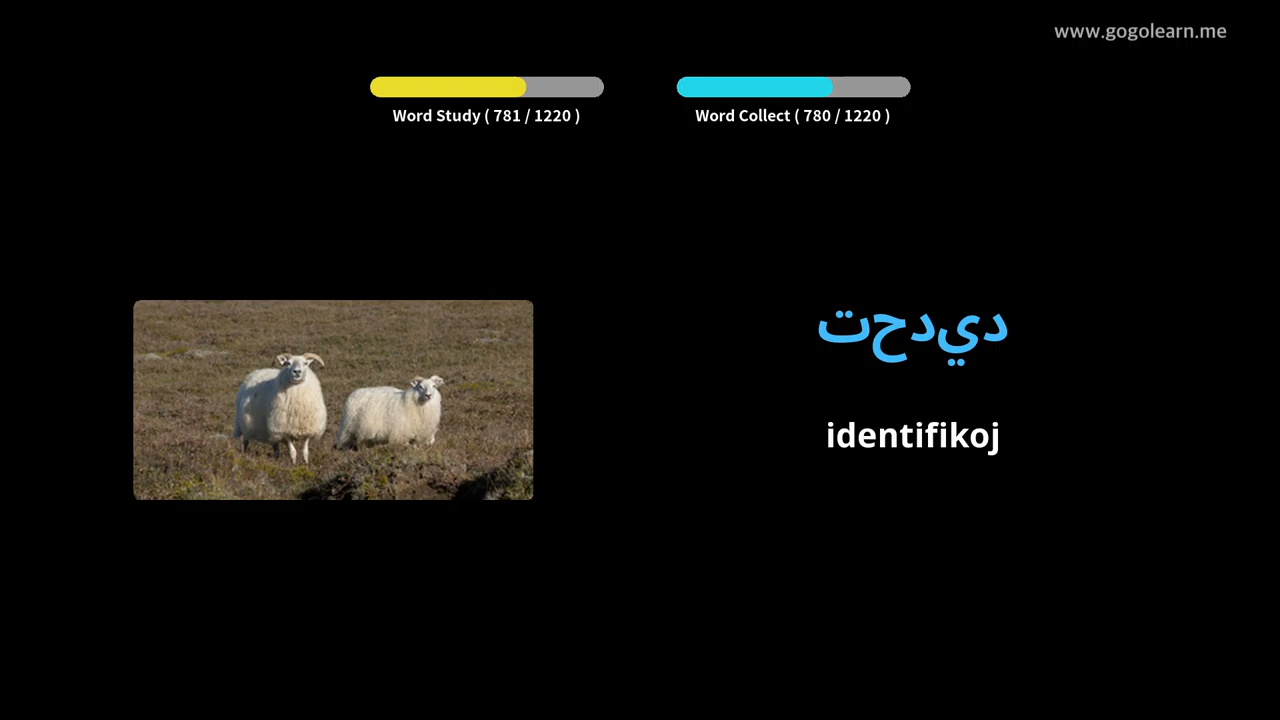 www.gogolearn.me
Word Study ( 781 / 1220 )
Word Collect ( 780 / 1220 )
تحديد
identifikoj